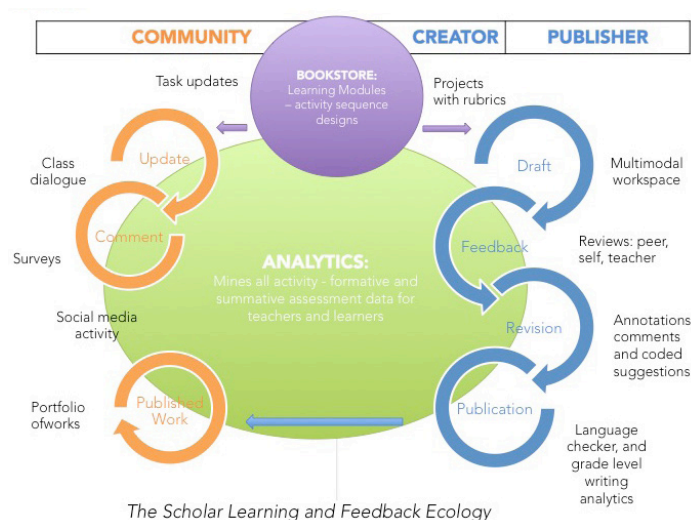 COMMUNITY
CREATOR
PUBLISHER
BOOKSTORE:
Learning Modules
– activity sequence
designs
Task updates
Projects
with rubrics
Update
Draft
Class
dialogue
Multimodal
workspace
Comment
Feedback
Surveys
Reviews: peer,
self, teacher
ANALYTICS:
Mines all activity - formative and
summative assessment data for
teachers and learners
Social media
activity
Revision
Annotations
comments
and coded
suggestions
Portfolio
ofworks
Published
Work
Publication
Language
checker, and
grade level
writing
analytics
The Scholar Learning and Feedback Ecology